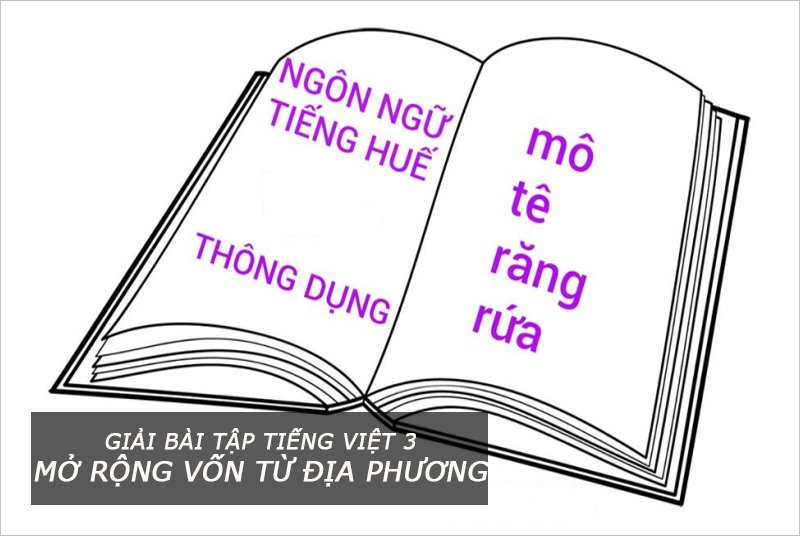 NGÔN NGỮ
TIẾNG HUẾ
THÔNG DỤNG
mô
tê
răng
rứa
GIẢI BÀI TẬP TIẾNG VIỆT 3
MỞ RỘNG VỐN TỪ ĐỊA PHƯƠNG